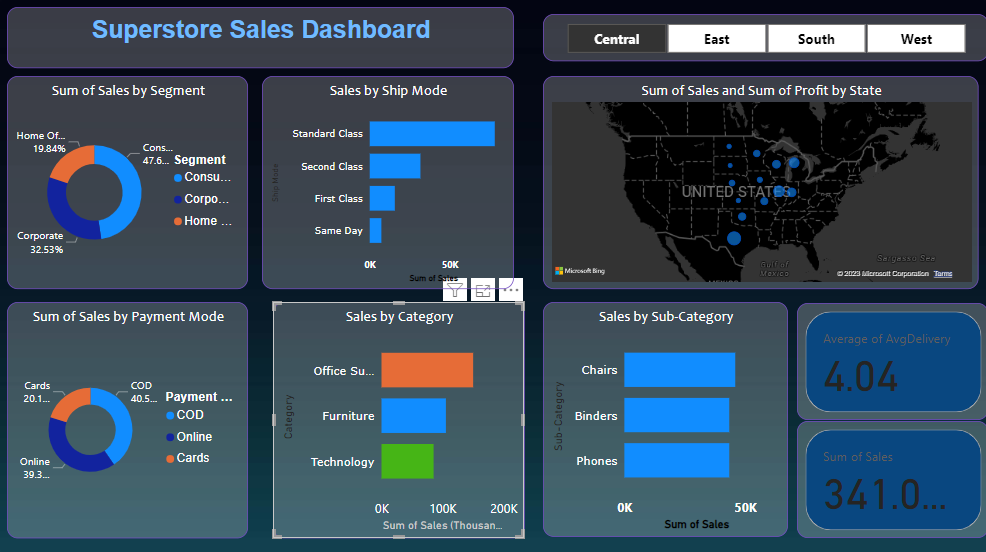 Superstore Sales Dashboard
Central East South West
Sum of Sales by Segment
Home Of...
19.84%
Cons...
47.6...
Corporate
32.53%
Segment
Consu...
Corpo...
Home ...
Sales by Ship Mode
Ship Mode
Standard Class
Second Class
First Class
Same Day
0K 50K
Sum of Sales
Sum of Sales and Sum of Profit by State
UNITED STATES
Gulf of
Mexico
Sargasso Sea
Microsoft Bing
© 2023 Microsoft Corporation Terms
Sum of Sales by Payment Mode
Cards
20.1...
COD
40.5...
Online
39.3...
Payment ...
COD
Online
Cards
Sales by Category
Category
Office Su...
Furniture
Technology
0K 100K 200K
Sum of Sales (Thousan...
Sales by Sub-Category
Sub-Category
Chairs
Binders
Phones
0K 50K
Sum of Sales
Average of AvgDelivery
4.04
Sum of Sales
341.0...